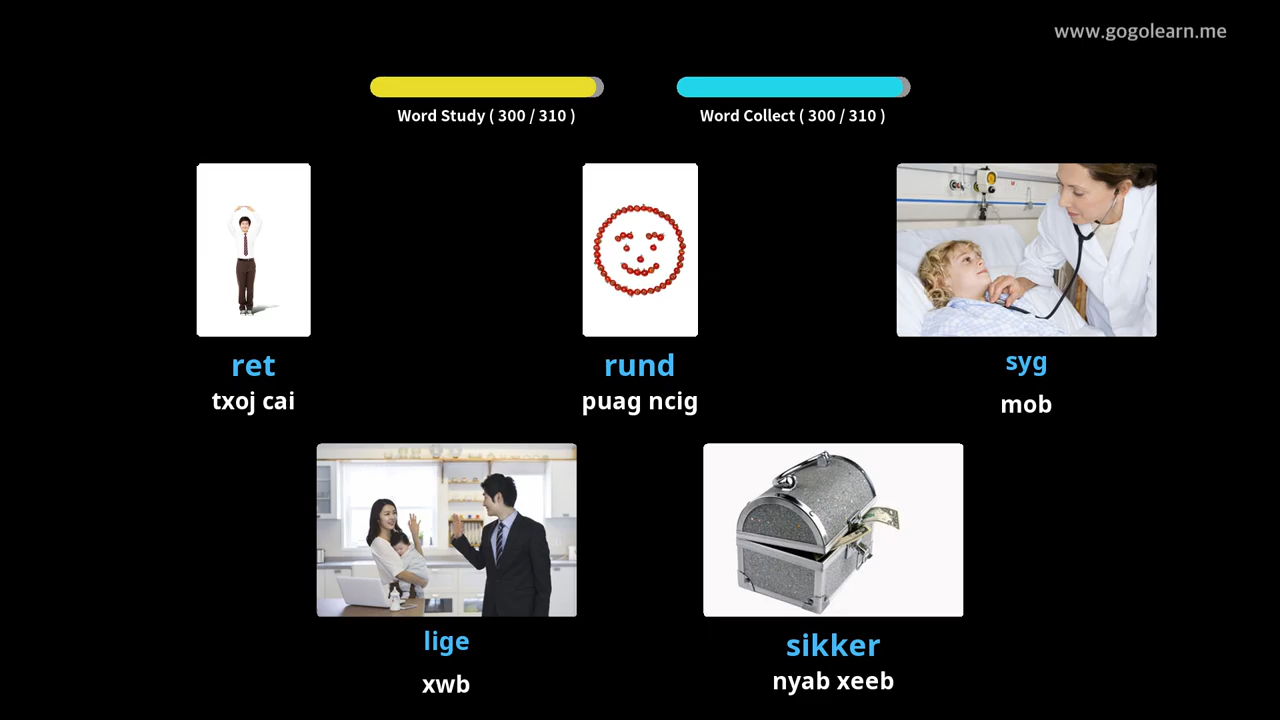 www.gogolearn.me
Word Study ( 300 / 310 )
Word Collect ( 300 / 310 )
ret
txoj cai
rund
puag ncig
syg
mob
lige
xwb
sikker
nyab xeeb